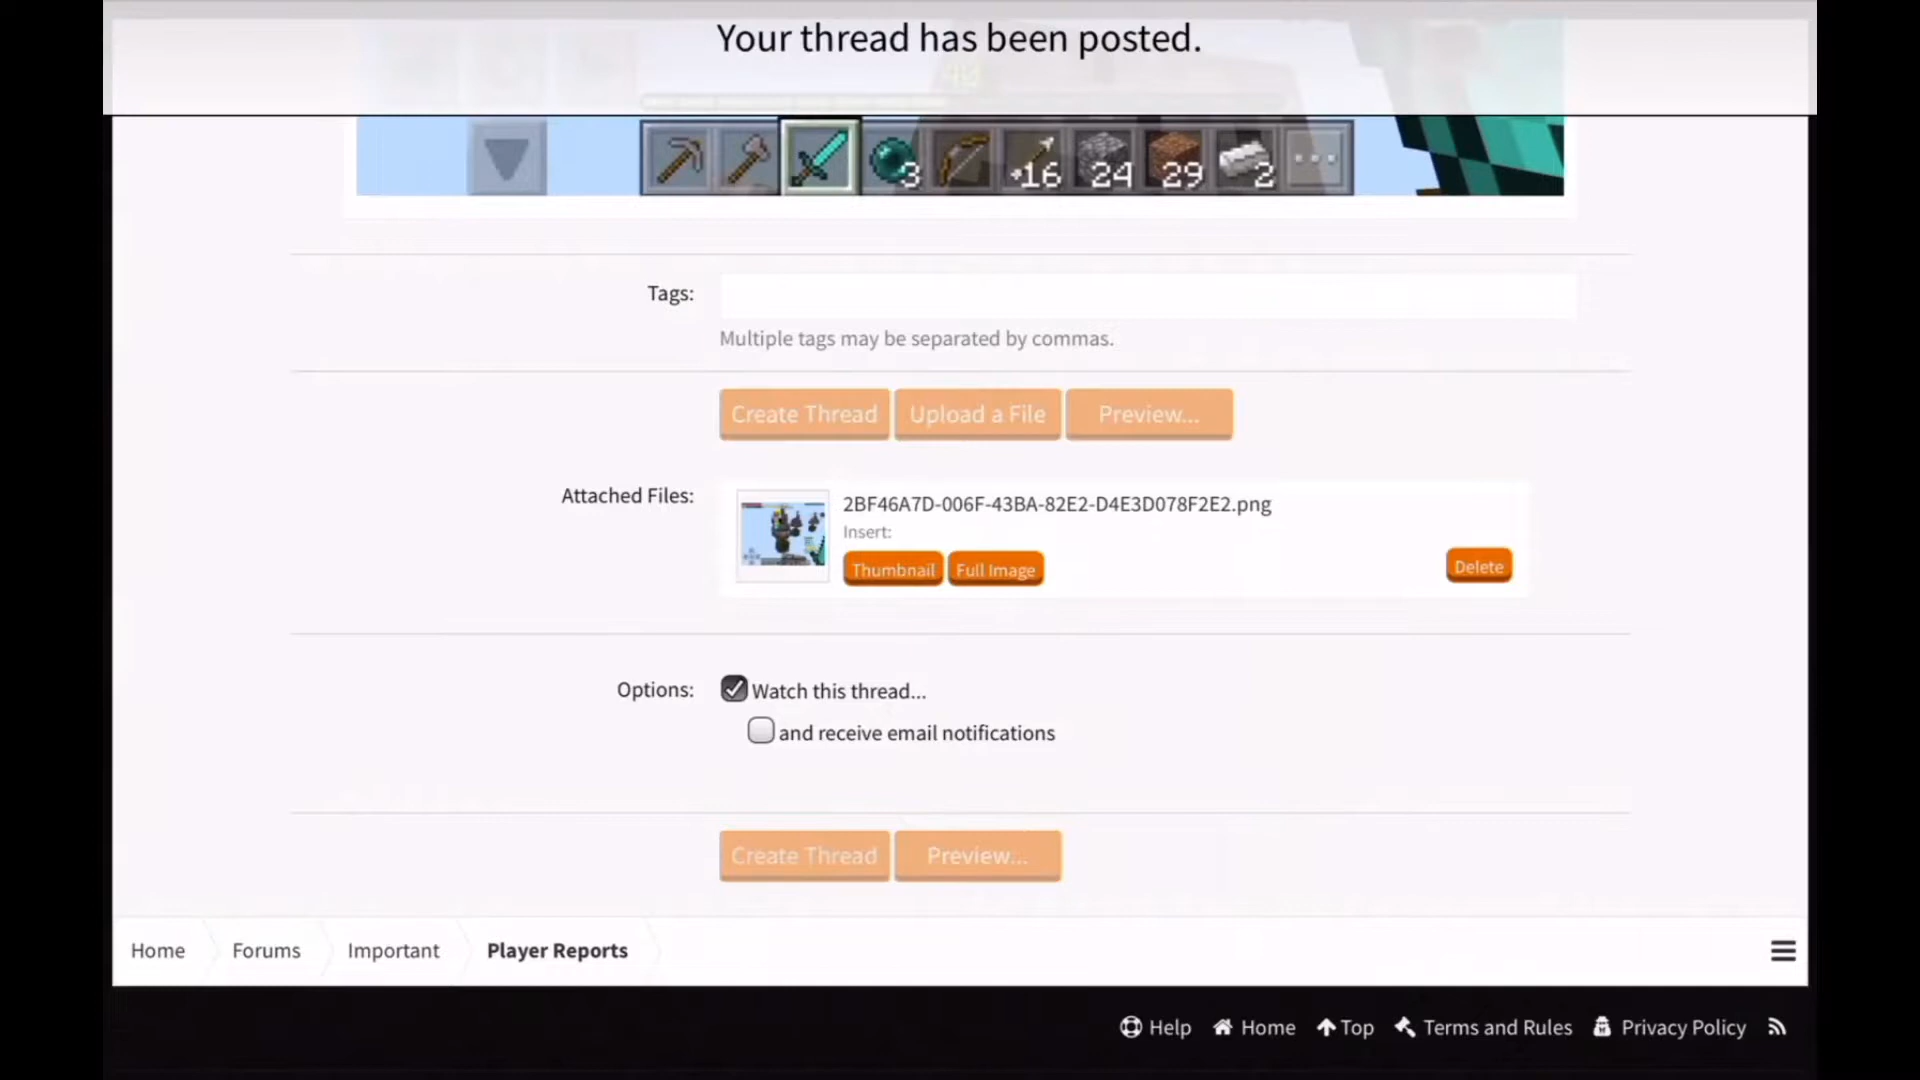 Your thread has been posted.
40
3
16
24
29
2
Tags:
Multiple tags may be separated by commas.
Create Thread
Upload a File
Preview...
Attached Files:
2BF46A7D-006F-43BA-82E2-D4E3D078F2E2.png
Insert:
Thumbnail
Full Image
Delete
Options:
Watch this thread...
and receive email notifications
Create Thread
Preview...
Home
Forums
Important
Player Reports
Help
Home
Top
Terms and Rules
Privacy Policy